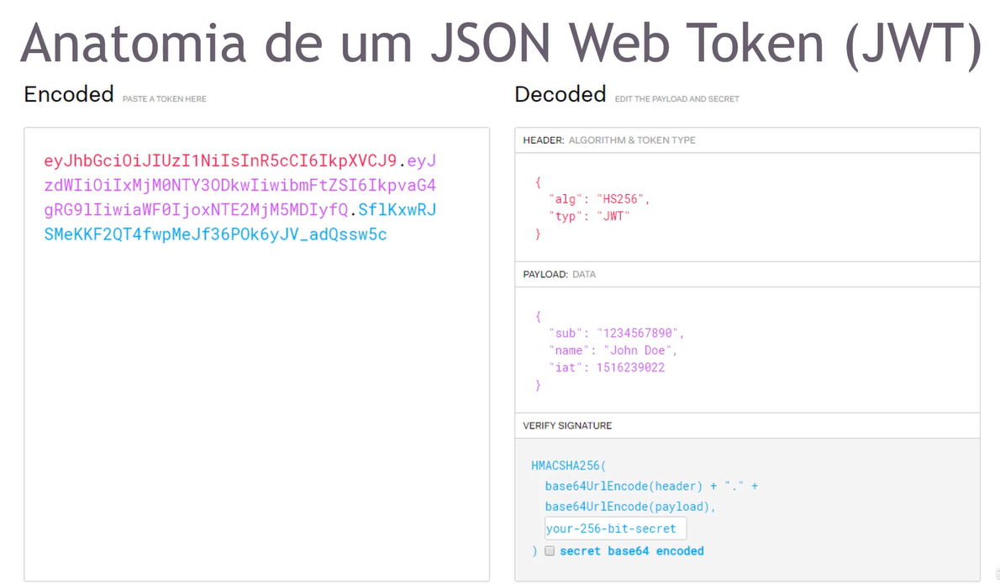 Anatomia de um JSON Web Token (JWT)
Encoded PASTE A TOKEN HERE
eyJhbGciOiJIUzI1NiIsInR5cCI6IkpXVCJ9.eyJ
zdWIiOiIxMjM0NTY3ODkwIiwibmFtZSI6IkpvaG4
gRG9lIiwiaWF0IjoxNTE2MjM5MDIyfQ.SflKxwRJ
SMeKKF2QT4fwpMeJf36POk6yJV_adQssw5c
Decoded EDIT THE PAYLOAD AND SECRET
HEADER: ALGORITHM & TOKEN TYPE
{
"alg": "HS256",
"typ": "JWT"
}
PAYLOAD: DATA
{
"sub": "1234567890",
"name": "John Doe",
"iat": 1516239022
}
VERIFY SIGNATURE
HMACSHA256(
base64UrlEncode(header) + "." +
base64UrlEncode(payload),
your-256-bit-secret
) secret base64 encoded